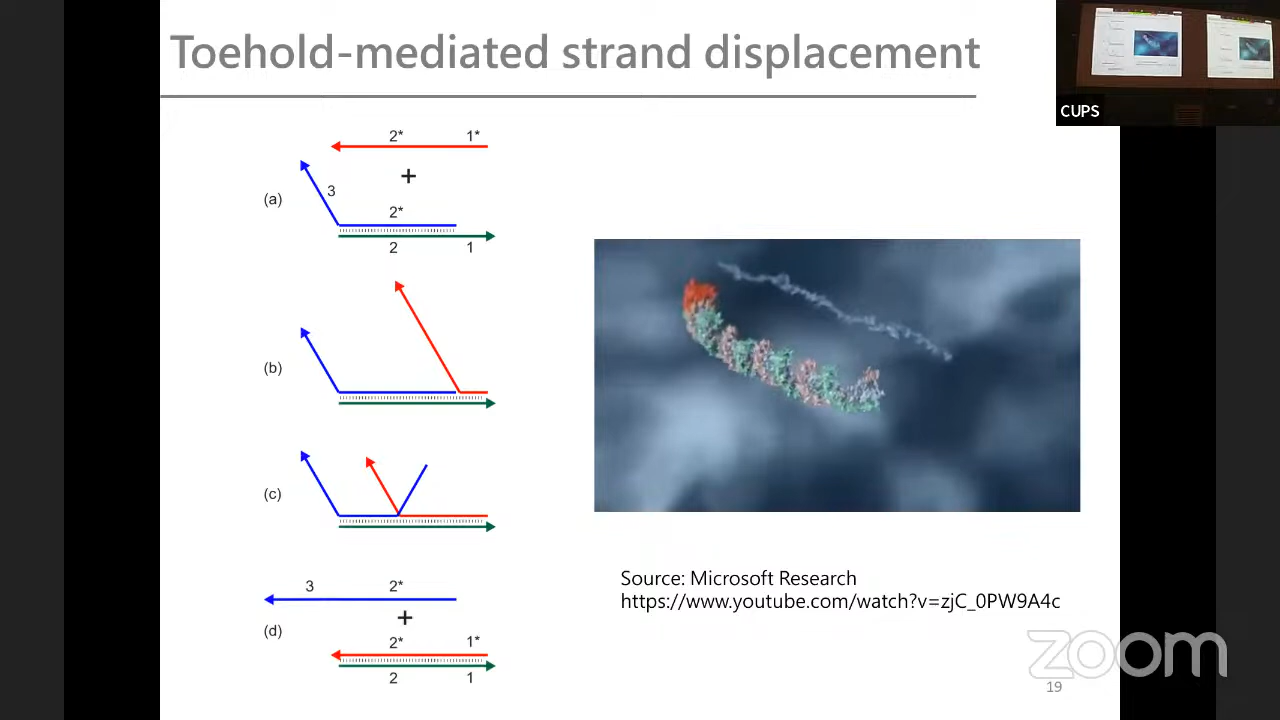 Toehold-mediated strand displacement
CUPS
2* 1*
+
3
(a)
2*
2 1
(b)
(c)
3 2*
+
(d)
2* 1*
2 1
Source: Microsoft Research
https://www.youtube.com/watch?v=zjC_0PW9A4c
zoom
19